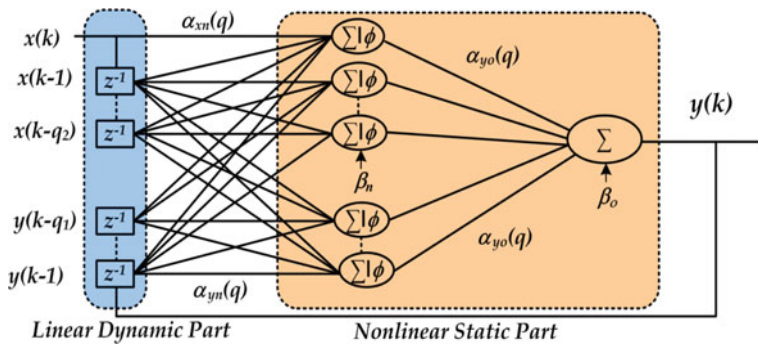 x(k)
αxn(q)
∑|ϕ
x(k-1)
z⁻¹
∑|ϕ
αyo(q)
x(k-q₂)
z⁻¹
∑|ϕ
∑
y(k)
βn
βo
y(k-q₁)
z⁻¹
∑|ϕ
αyo(q)
y(k-1)
z⁻¹
∑|ϕ
αyn(q)
Linear Dynamic Part
Nonlinear Static Part